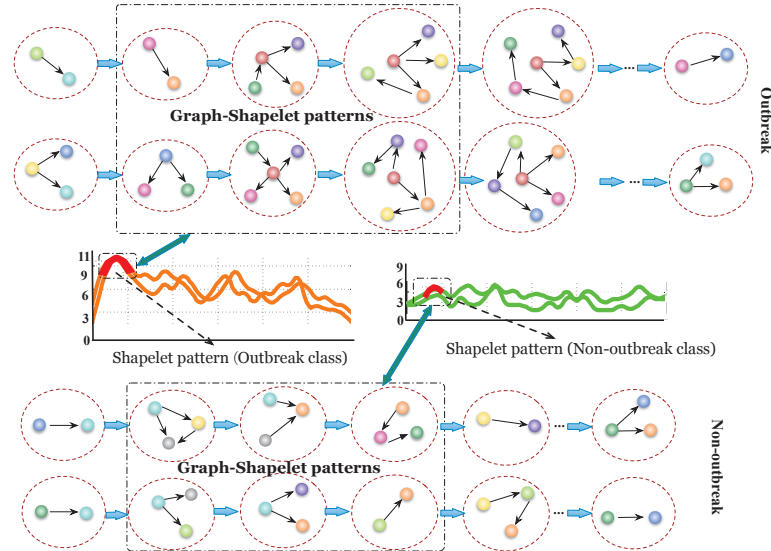 Graph-Shapelet patterns
Outbreak
11
9
6
3
0
9
6
3
0
Shapelet pattern (Outbreak class)
Shapelet pattern (Non-outbreak class)
Graph-Shapelet patterns
Non-outbreak